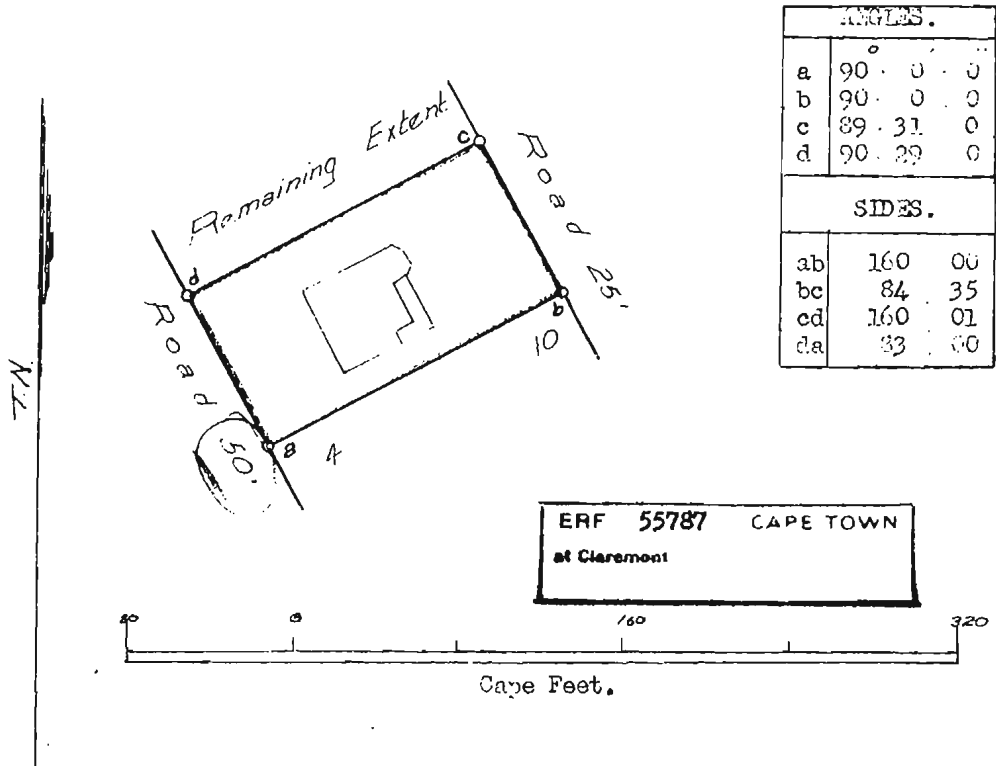 ANGLES.
° ' ''
a 90 · 0 · 0
b 90 · 0 0
c 89 · 31 0
d 90 · 29 0
SIDES.
ab 160 00
bc 84 . 35
cd 160 01
da 83 . 00
Remaining Extent
c
Road 25'
d
b
Road 50'
10
a
4
ERF 55787 CAPE TOWN
at Claremont
80 0 160 320
Cape Feet.